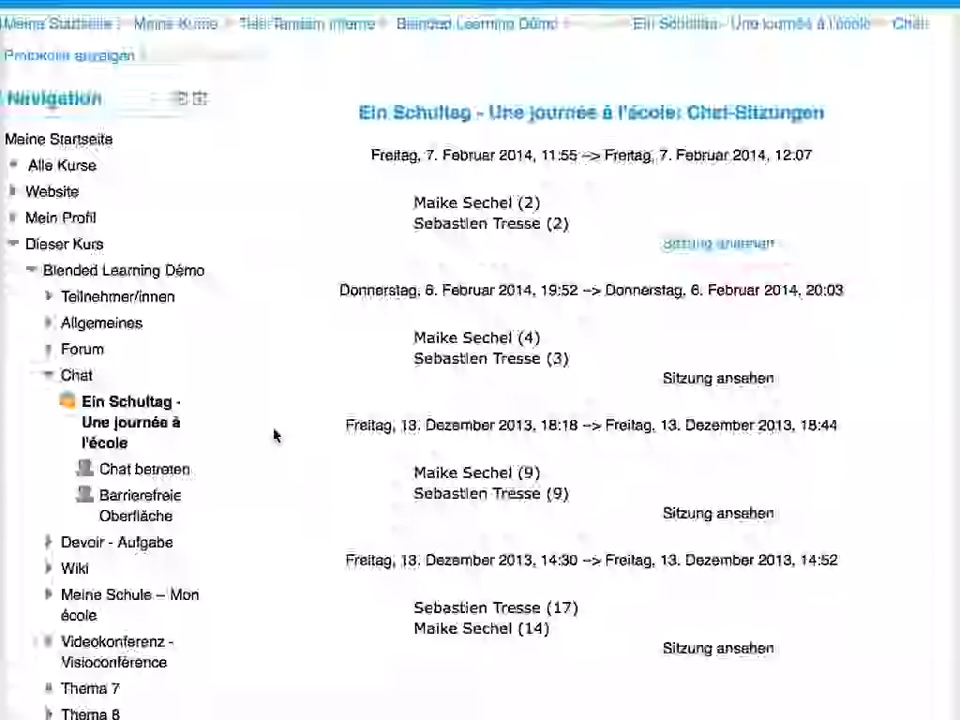 Meine Startseite Meine Kurse Télé-Tandem interne Blended Learning Démo Ein Schultag - Une journée à l'école Chat
Protokolle anzeigen
Navigation
Ein Schultag - Une journée à l'école: Chat-Sitzungen
Meine Startseite
Freitag, 7. Februar 2014, 11:55 --> Freitag, 7. Februar 2014, 12:07
Alle Kurse
Website
Maike Sechel (2)
Mein Profil
Sebastien Tresse (2)
Dieser Kurs
Sitzung ansehen
Blended Learning Démo
Donnerstag, 6. Februar 2014, 19:52 --> Donnerstag, 6. Februar 2014, 20:03
Teilnehmer/innen
Allgemeines
Maike Sechel (4)
Forum
Sebastien Tresse (3)
Chat
Sitzung ansehen
Ein Schultag -
Une journée à
l'école
Freitag, 13. Dezember 2013, 18:18 --> Freitag, 13. Dezember 2013, 18:44
Chat betreten
Maike Sechel (9)
Barrierefreie
Sebastien Tresse (9)
Oberfläche
Sitzung ansehen
Devoir - Aufgabe
Freitag, 13. Dezember 2013, 14:30 --> Freitag, 13. Dezember 2013, 14:52
Wiki
Meine Schule – Mon
école
Sebastien Tresse (17)
Maike Sechel (14)
Videokonferenz -
Visioconférence
Sitzung ansehen
Thema 7
Thema 8